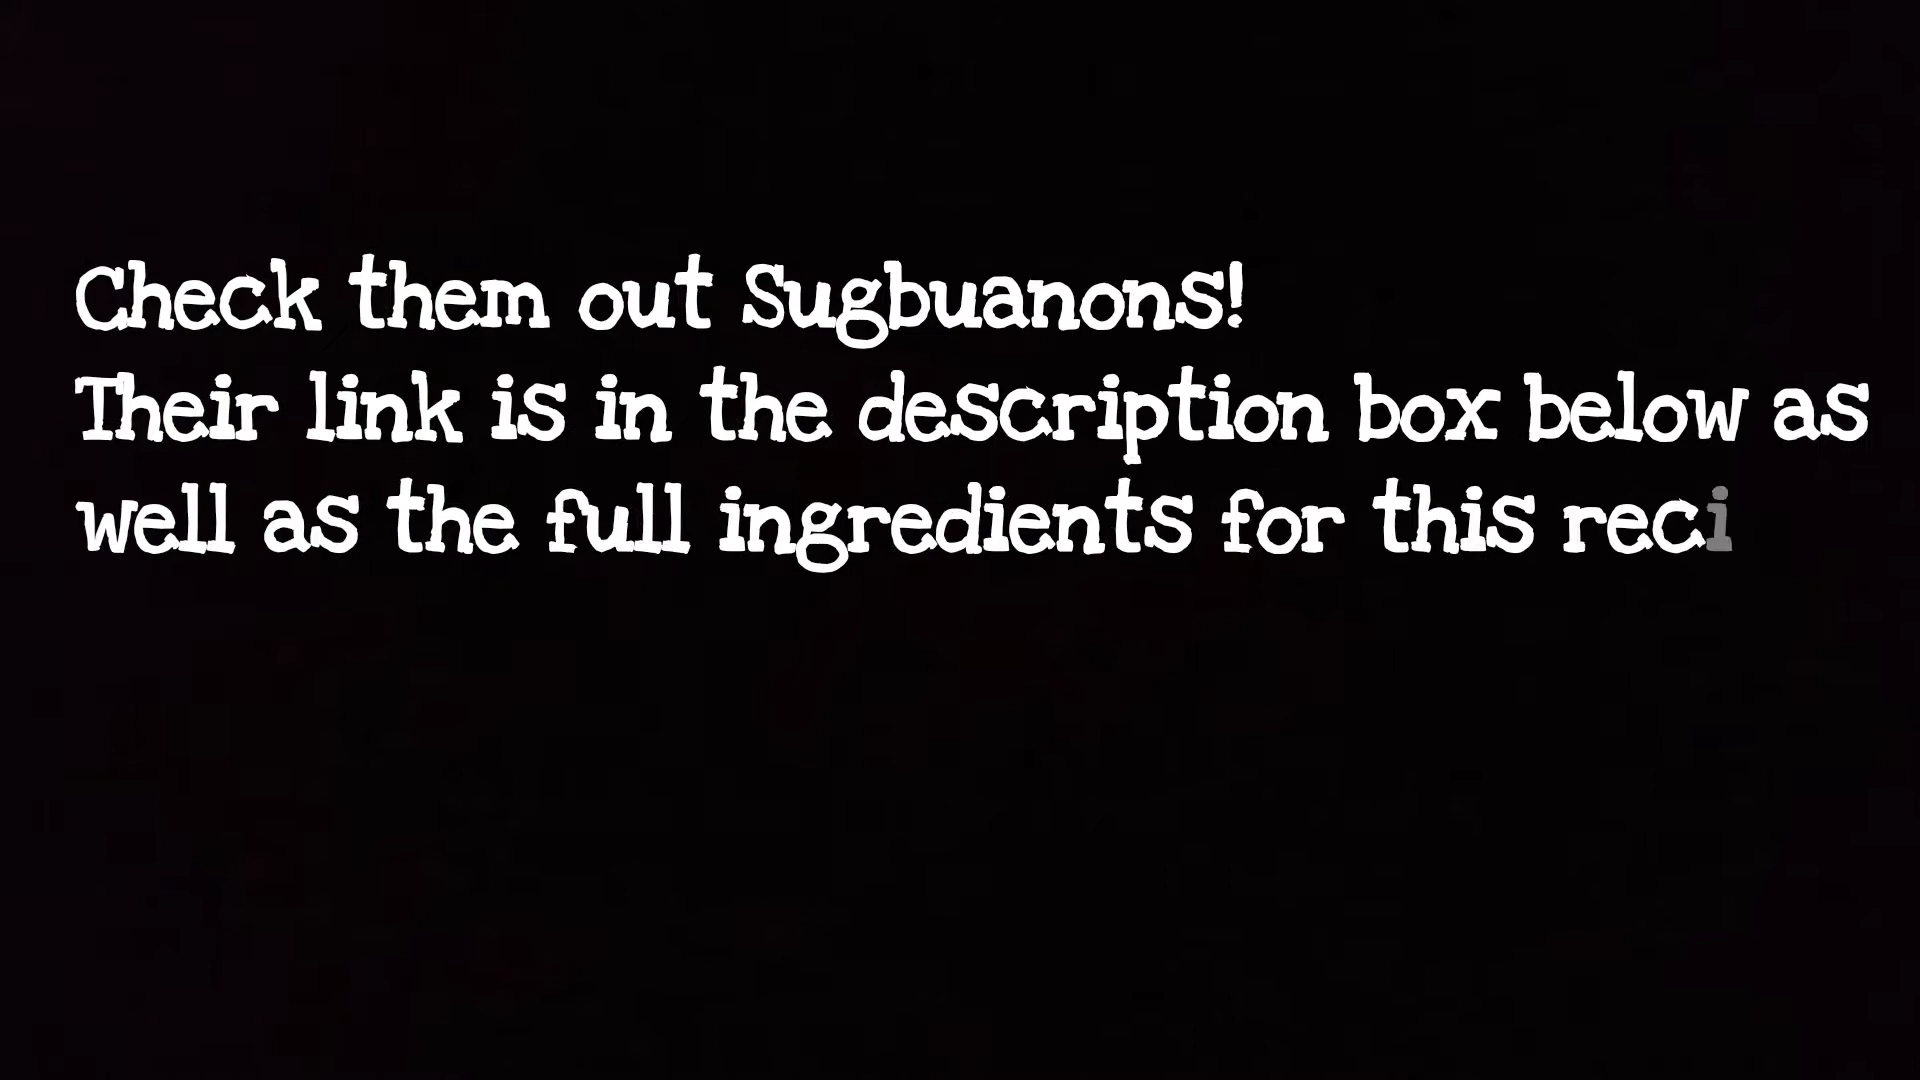 Check them out Sugbuanons!
Their link is in the description box below as
well as the full ingredients for this reci